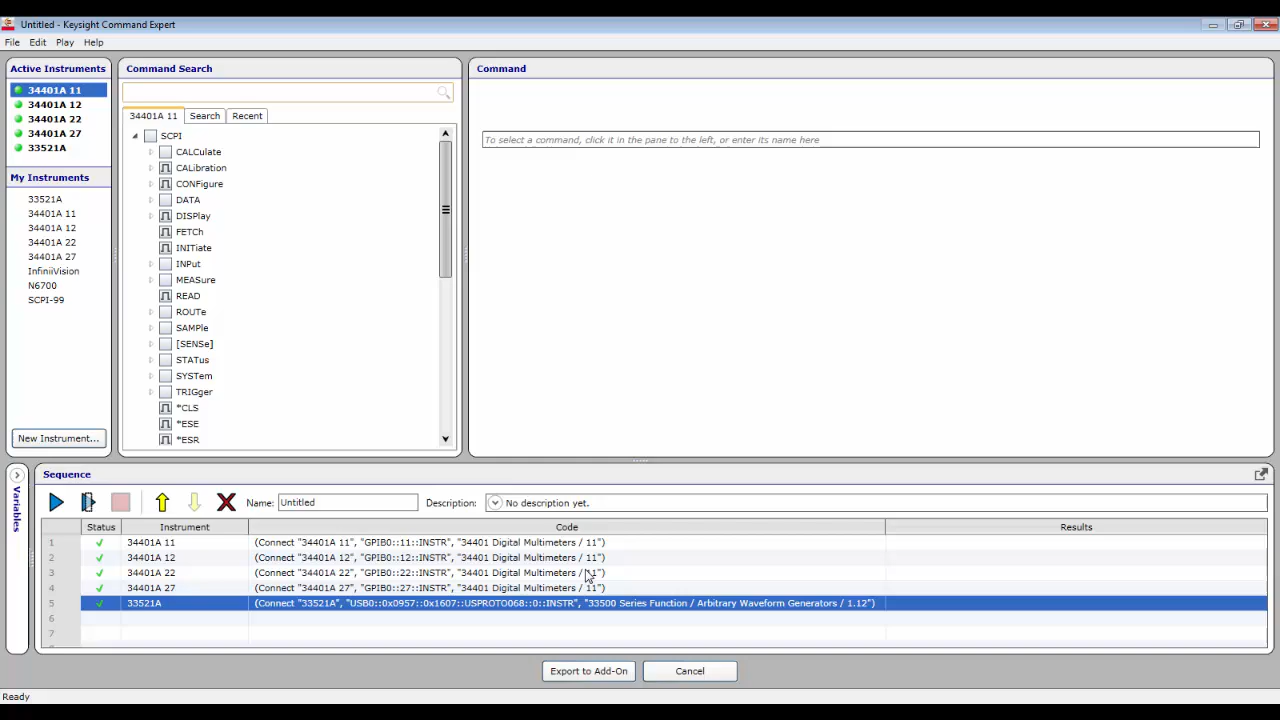 Untitled - Keysight Command Expert
File Edit Play Help
Active Instruments
34401A 11
34401A 12
34401A 22
34401A 27
33521A
My Instruments
33521A
34401A 11
34401A 12
34401A 22
34401A 27
InfiniiVision
N6700
SCPI-99
New Instrument...
Command Search
34401A 11 Search Recent
SCPI
CALCulate
CALibration
CONFigure
DATA
DISPlay
FETCh
INITiate
INPut
MEASure
READ
ROUTe
SAMPle
[SENSe]
STATus
SYSTem
TRIGger
*CLS
*ESE
*ESR
Command
To select a command, click it in the pane to the left, or enter its name here
Variables
Sequence
Name: Untitled Description: No description yet.
Status Instrument Code Results
1 34401A 11 (Connect "34401A 11", "GPIB0::11::INSTR", "34401 Digital Multimeters / 11")
2 34401A 12 (Connect "34401A 12", "GPIB0::12::INSTR", "34401 Digital Multimeters / 11")
3 34401A 22 (Connect "34401A 22", "GPIB0::22::INSTR", "34401 Digital Multimeters / 11")
4 34401A 27 (Connect "34401A 27", "GPIB0::27::INSTR", "34401 Digital Multimeters / 11")
5 33521A (Connect "33521A", "USB0::0x0957::0x1607::USPROTO068::0::INSTR", "33500 Series Function / Arbitrary Waveform Generators / 1.12")
6
7
Export to Add-On Cancel
Ready